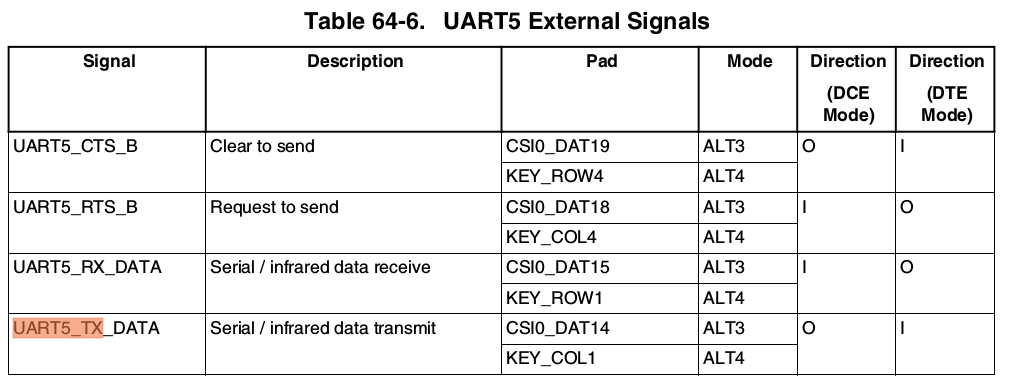 Table 64-6. UART5 External Signals
Signal Description Pad Mode Direction (DCE Mode) Direction (DTE Mode)
UART5_CTS_B Clear to send CSI0_DAT19 ALT3 O I
KEY_ROW4 ALT4
UART5_RTS_B Request to send CSI0_DAT18 ALT3 I O
KEY_COL4 ALT4
UART5_RX_DATA Serial / infrared data receive CSI0_DAT15 ALT3 I O
KEY_ROW1 ALT4
UART5_TX_DATA Serial / infrared data transmit CSI0_DAT14 ALT3 O I
KEY_COL1 ALT4